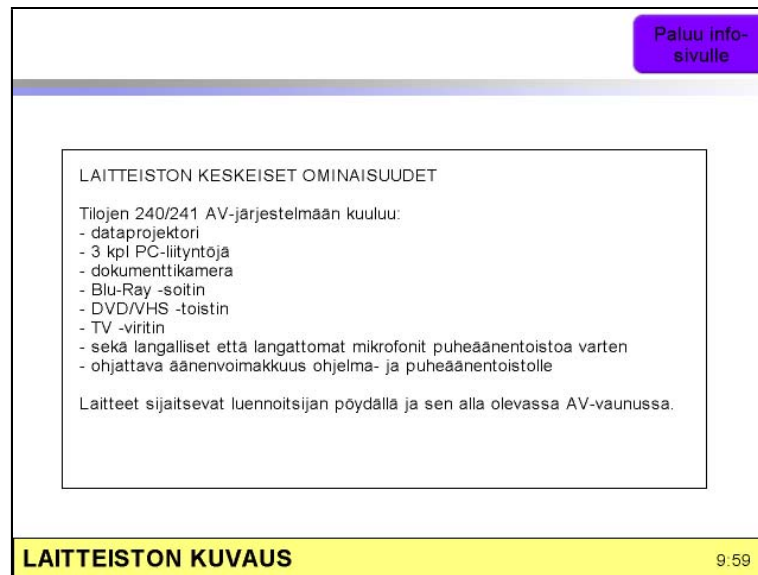 Paluu info-
sivulle
LAITTEISTON KESKEISET OMINAISUUDET
Tilojen 240/241 AV-järjestelmään kuuluu:
- dataprojektori
- 3 kpl PC-liityntöjä
- dokumenttikamera
- Blu-Ray -soitin
- DVD/VHS -toistin
- TV -viritin
- sekä langalliset että langattomat mikrofonit puheäänentoistoa varten
- ohjattava äänenvoimakkuus ohjelma- ja puheäänentoistolle
Laitteet sijaitsevat luennoitsijan pöydällä ja sen alla olevassa AV-vaunussa.
LAITTEISTON KUVAUS
9:59